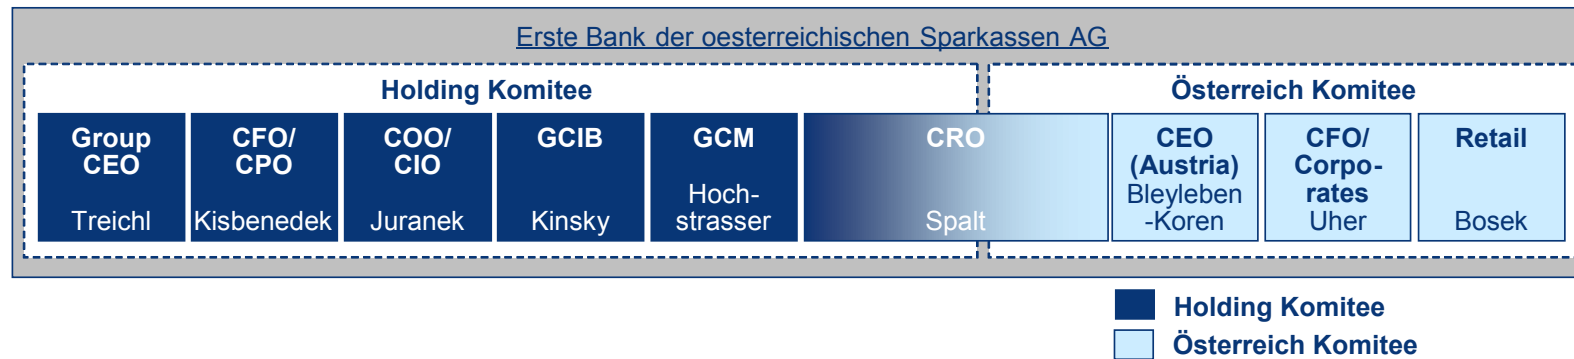 Erste Bank der oesterreichischen Sparkassen AG
Holding Komitee
Österreich Komitee
Group
CEO
Treichl
CFO/
CPO
Kisbenedek
COO/
CIO
Juranek
GCIB
Kinsky
GCM
Hoch-
strasser
CRO
Spalt
CEO
(Austria)
Bleyleben
-Koren
CFO/
Corpo-
rates
Uher
Retail
Bosek
Holding Komitee
Österreich Komitee